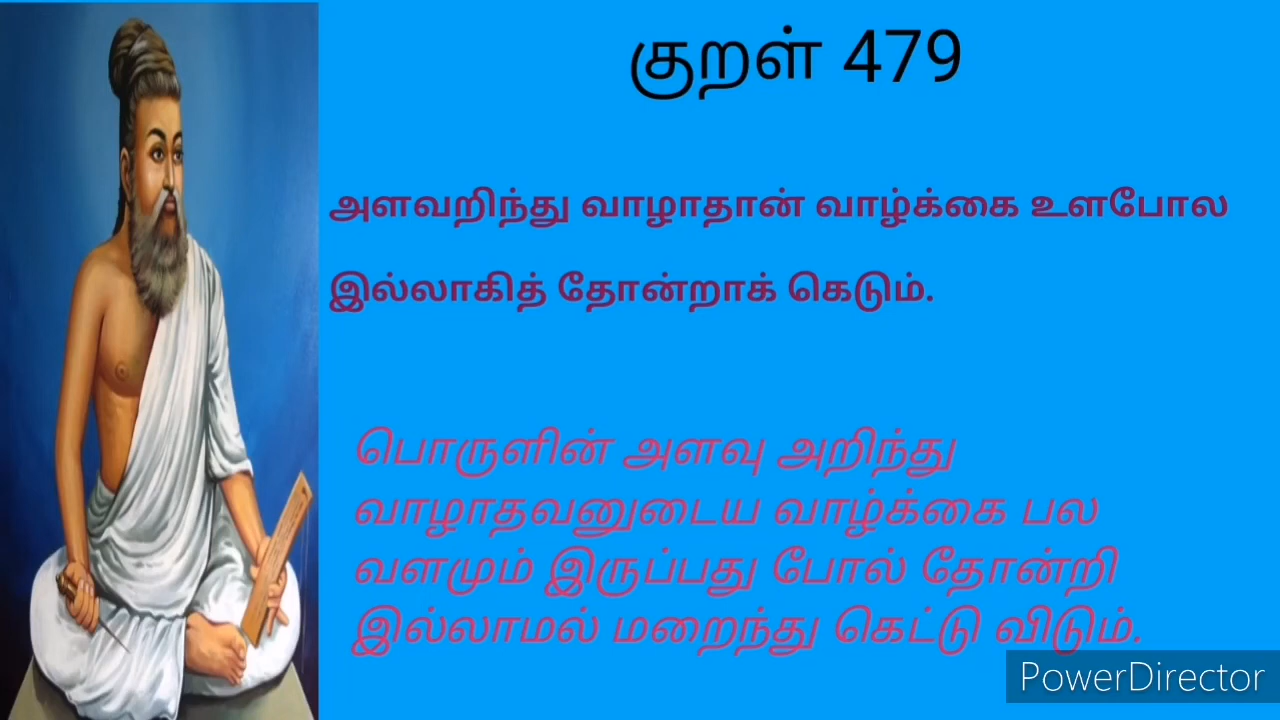 குறள் 479
அளவறிந்து வாழாதான் வாழ்க்கை உளபோல
இல்லாகித் தோன்றாக் கெடும்.
பொருளின் அளவு அறிந்து
வாழாதவனுடைய வாழ்க்கை பல
வளமும் இருப்பது போல் தோன்றி
இல்லாமல் மறைந்து கெட்டு விடும்.
PowerDirector